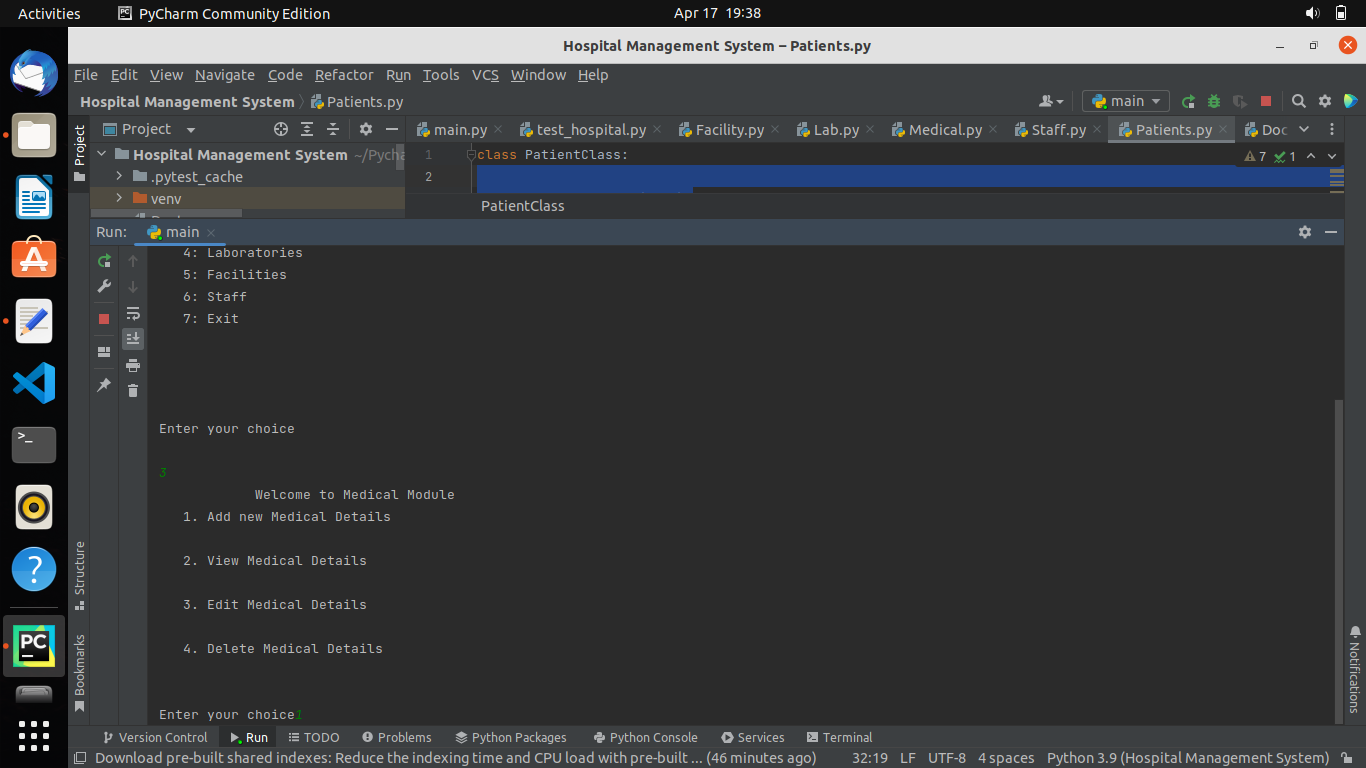 Activities PyCharm Community Edition Apr 17 19:38
Hospital Management System – Patients.py
File Edit View Navigate Code Refactor Run Tools VCS Window Help
Hospital Management System Patients.py main
Project main.py test_hospital.py Facility.py Lab.py Medical.py Staff.py Patients.py Doc
Project
Hospital Management System ~/Pycha
.pytest_cache
venv
1 class PatientClass:
7 1
2
PatientClass
Run: main
4: Laboratories
5: Facilities
6: Staff
7: Exit
Enter your choice
3
Welcome to Medical Module
1. Add new Medical Details
2. View Medical Details
3. Edit Medical Details
4. Delete Medical Details
Enter your choice1
Structure
Bookmarks
Notifications
Version Control Run TODO Problems Python Packages Python Console Services Terminal
Download pre-built shared indexes: Reduce the indexing time and CPU load with pre-built ... (46 minutes ago) 32:19 LF UTF-8 4 spaces Python 3.9 (Hospital Management System)